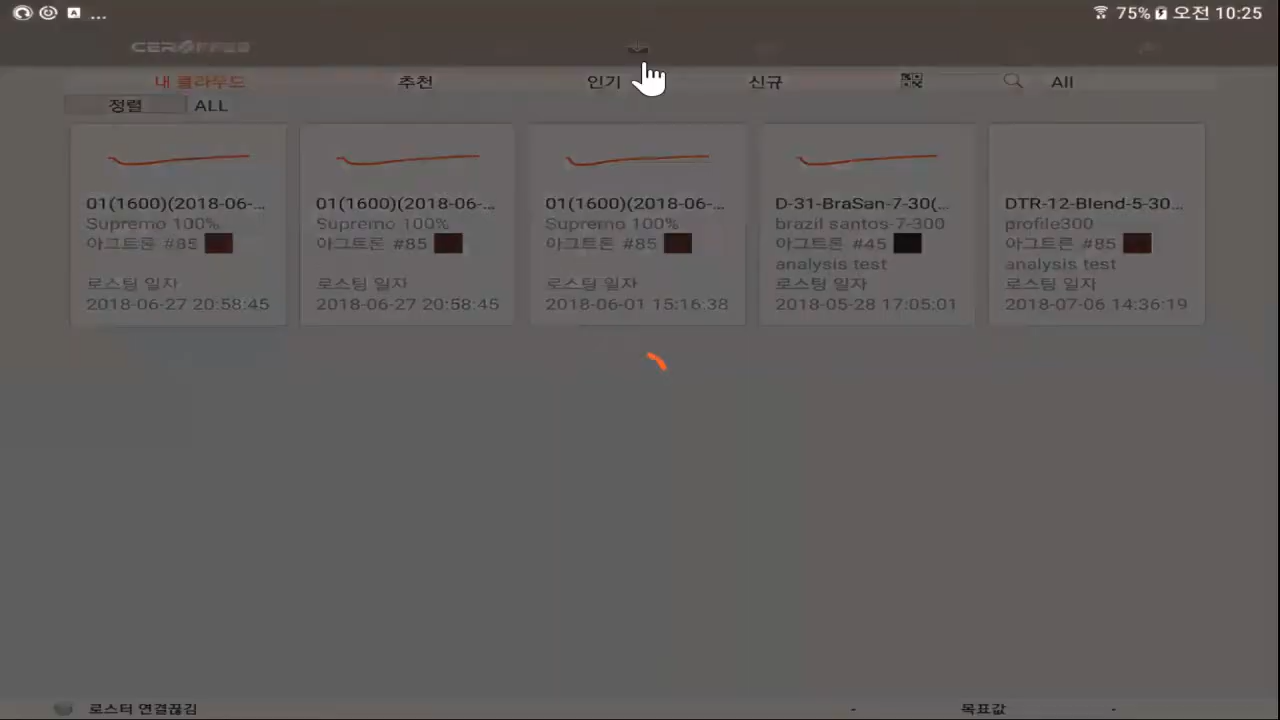 ... 75% 오전 10:25
CEROFFEE
내 클라우드 추천 인기 신규 All
정렬 ALL
01(1600)(2018-06-...
Supremo 100%
아그트론 #85
로스팅 일자
2018-06-27 20:58:45
01(1600)(2018-06-...
Supremo 100%
아그트론 #85
로스팅 일자
2018-06-27 20:58:45
01(1600)(2018-06-...
Supremo 100%
아그트론 #85
로스팅 일자
2018-06-01 15:16:38
D-31-BraSan-7-30(...
brazil santos-7-300
아그트론 #45
analysis test
로스팅 일자
2018-05-28 17:05:01
DTR-12-Blend-5-30...
profile300
아그트론 #85
analysis test
로스팅 일자
2018-07-06 14:36:19
로스터 연결끊김 - 목표값 -